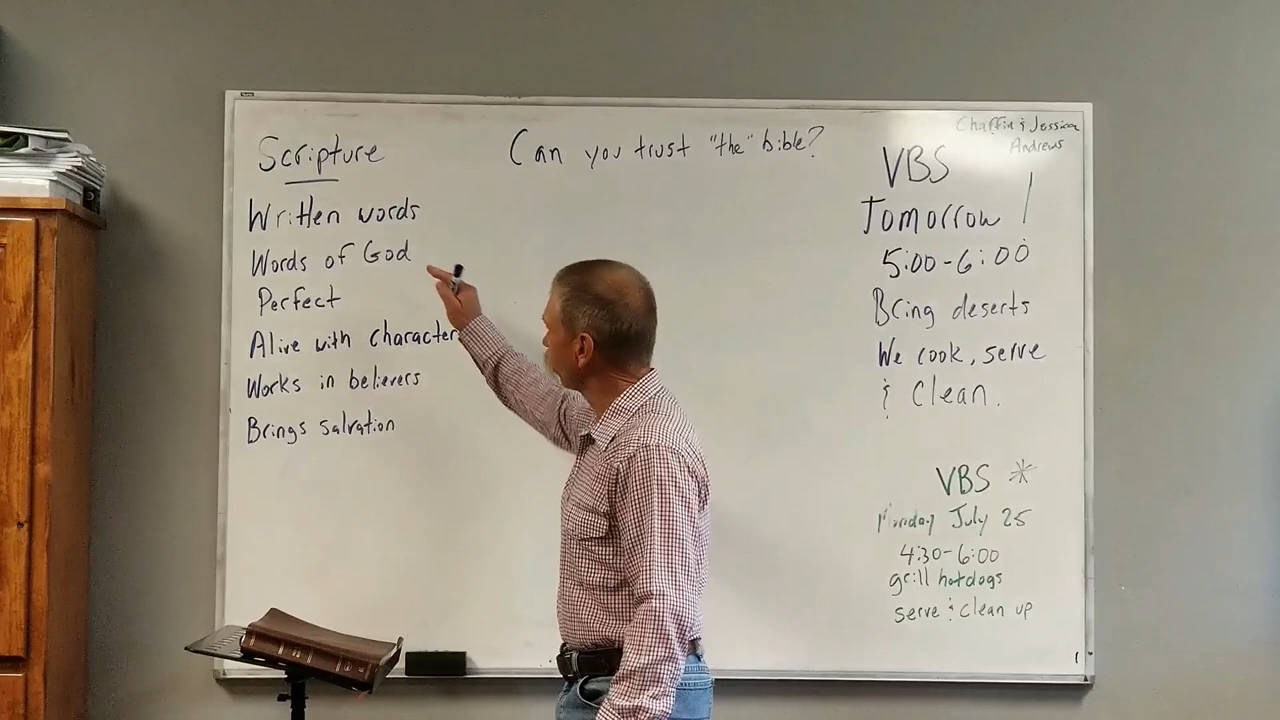 Scripture
Written words
Words of God
Perfect
Alive with character
Works in believers
Brings salvation
Can you trust "the" bible?
Chaffin & Jessica
Andrews
VBS
Tomorrow!
5:00-6:00
Bring deserts
We cook, serve
& Clean.
VBS *
Monday July 25
4:30-6:00
grill hotdogs
serve & clean up